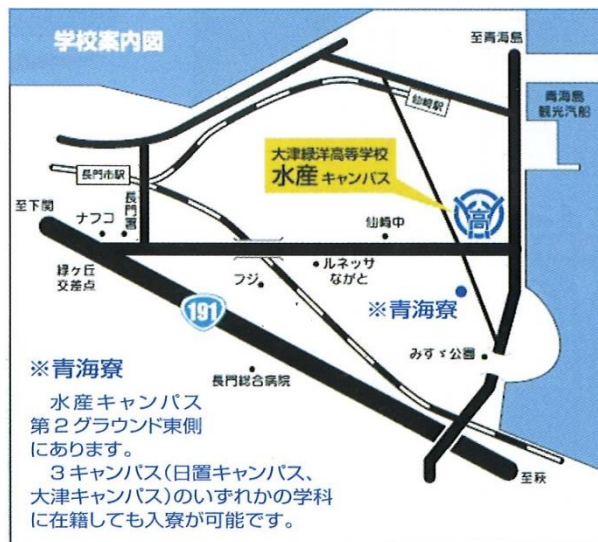 学校案内図
至青海島
仙崎駅
青海島
観光汽船
大津緑洋高等学校
水産キャンパス
高
長門市駅
長門署
至下関
ナフコ
仙崎中
緑ヶ丘
交差点
フジ
ルネッサ
ながと
191
※青海寮
みすゞ公園
長門総合病院
至萩
※青海寮
水産キャンパス
第2グラウンド東側
にあります。
3キャンパス(日置キャンパス、
大津キャンパス)のいずれかの学科
に在籍しても入寮が可能です。